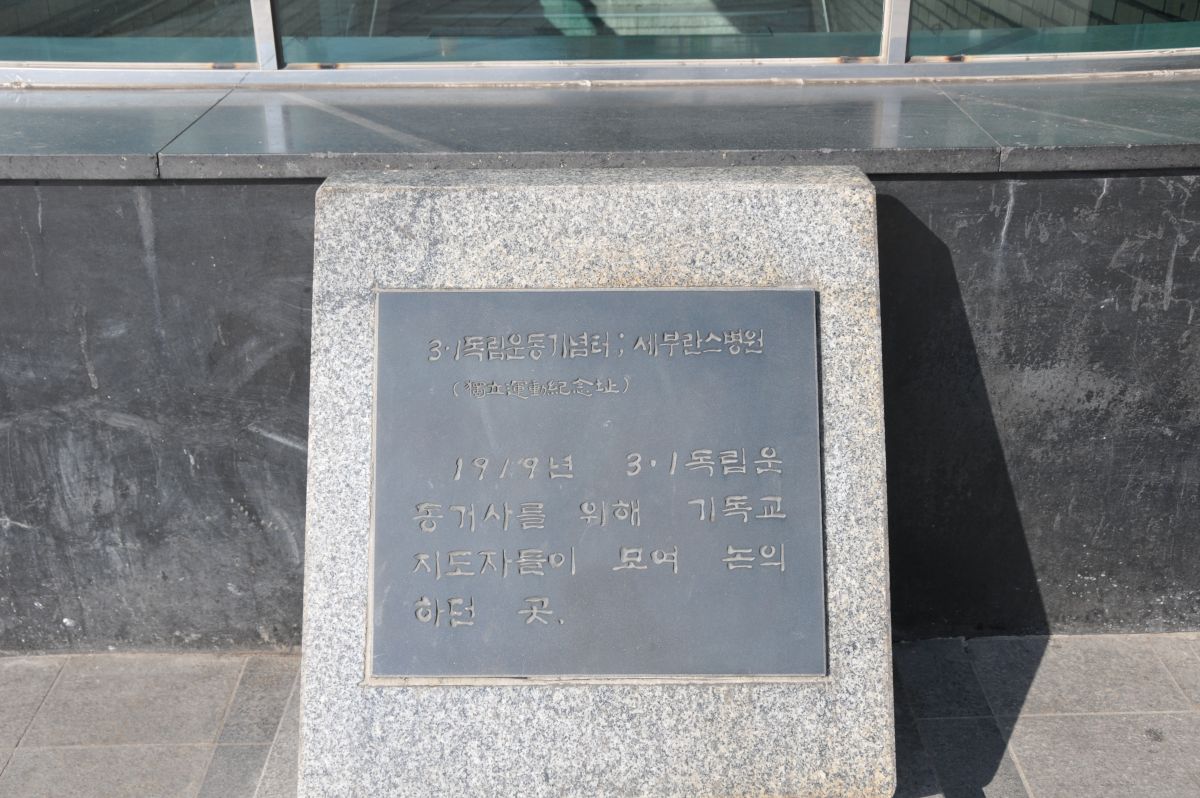 3·1독립운동기념터; 세부란스병원
(獨立運動紀念址)
1919년 3·1독립운
동거사를 위해 기독교
지도자들이 모여 논의
하던 곳.